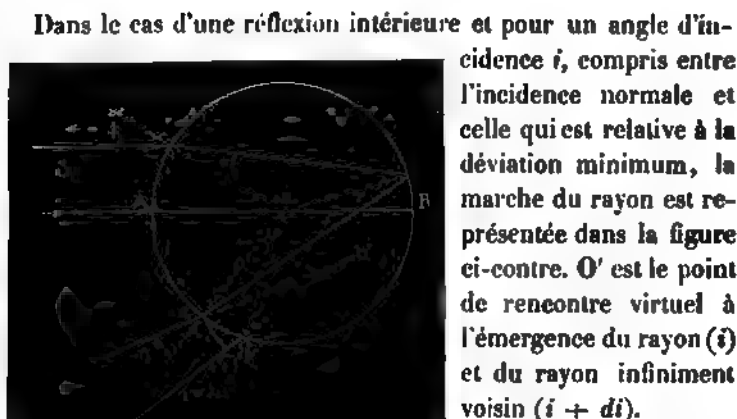 Dans le cas d'une réflexion intérieure et pour un angle d'in-
cidence i, compris entre
l'incidence normale et
celle qui est relative à la
déviation minimum, la
marche du rayon est re-
présentée dans la figure
ci-contre. O′ est le point
de rencontre virtuel à
l'émergence du rayon (i)
et du rayon infiniment
voisin (i + di).
B